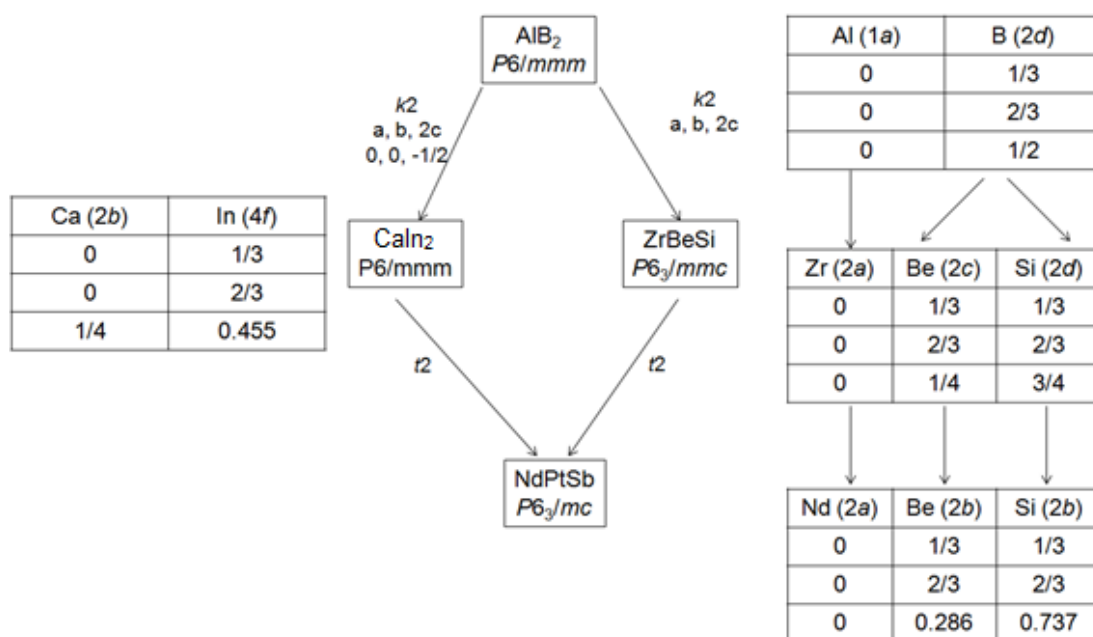 AlB₂
P6/mmm
k2
a, b, 2c
0, 0, -1/2
k2
a, b, 2c
Al (1a) B (2d)
0 1/3
0 2/3
0 1/2
Ca (2b) In (4f)
0 1/3
0 2/3
1/4 0.455
CaIn₂
P6/mmm
ZrBeSi
P6₃/mmc
Zr (2a) Be (2c) Si (2d)
0 1/3 1/3
0 2/3 2/3
0 1/4 3/4
t2
t2
NdPtSb
P6₃/mc
Nd (2a) Be (2b) Si (2b)
0 1/3 1/3
0 2/3 2/3
0 0.286 0.737